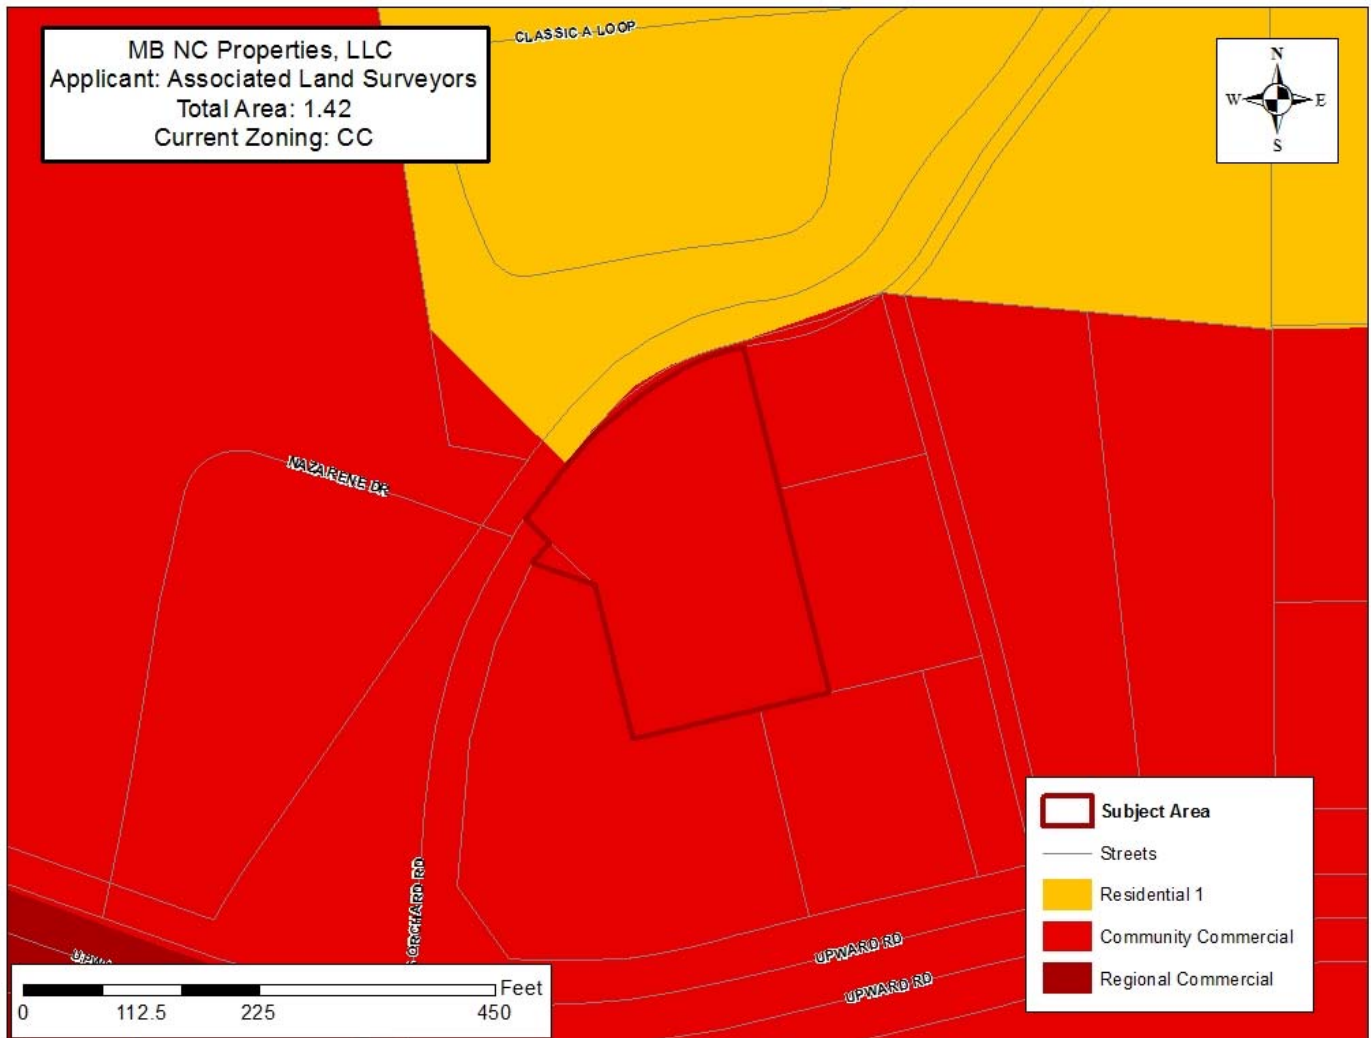 CLASSIC A LOOP
MB NC Properties, LLC
Applicant: Associated Land Surveyors
Total Area: 1.42
Current Zoning: CC
N
W E
S
NAZARENE DR
ORCHARD RD
UPWARD RD
UPWARD RD
Subject Area
Streets
Residential 1
Community Commercial
Regional Commercial
Feet
0 112.5 225 450